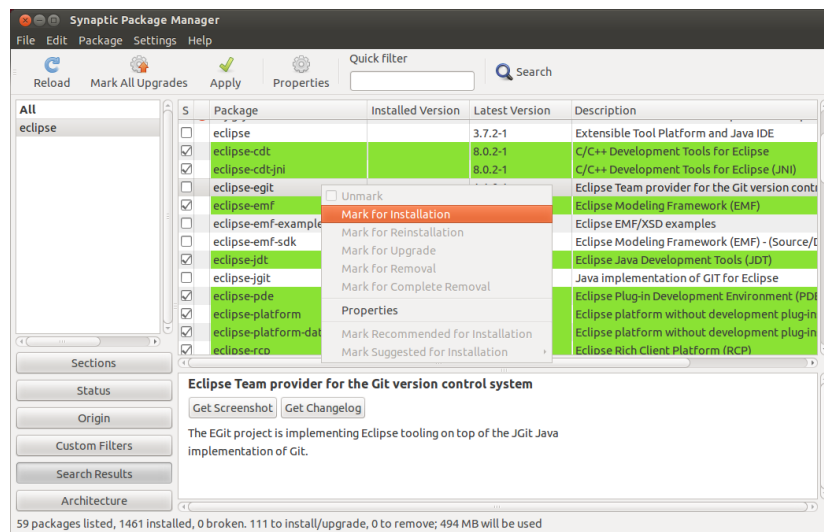 Synaptic Package Manager
File Edit Package Settings Help
Reload Mark All Upgrades Apply Properties Quick filter Search
All
eclipse
S Package Installed Version Latest Version Description
eclipse 3.7.2-1 Extensible Tool Platform and Java IDE
eclipse-cdt 8.0.2-1 C/C++ Development Tools for Eclipse
eclipse-cdt-jni 8.0.2-1 C/C++ Development Tools for Eclipse (JNI)
eclipse-egit Eclipse Team provider for the Git version contr
eclipse-emf Eclipse Modeling Framework (EMF)
eclipse-emf-example Eclipse EMF/XSD examples
eclipse-emf-sdk Eclipse Modeling Framework (EMF) - (Source/D
eclipse-jdt Eclipse Java Development Tools (JDT)
eclipse-jgit Java implementation of GIT for Eclipse
eclipse-pde Eclipse Plug-in Development Environment (PDE
eclipse-platform Eclipse platform without development plug-in
eclipse-platform-dat Eclipse platform without development plug-in
eclipse-rcp Eclipse Rich Client Platform (RCP)
Unmark
Mark for Installation
Mark for Reinstallation
Mark for Upgrade
Mark for Removal
Mark for Complete Removal
Properties
Mark Recommended for Installation
Mark Suggested for Installation
Sections
Status
Origin
Custom Filters
Search Results
Architecture
Eclipse Team provider for the Git version control system
Get Screenshot Get Changelog
The EGit project is implementing Eclipse tooling on top of the JGit Java
implementation of Git.
59 packages listed, 1461 installed, 0 broken. 111 to install/upgrade, 0 to remove; 494 MB will be used